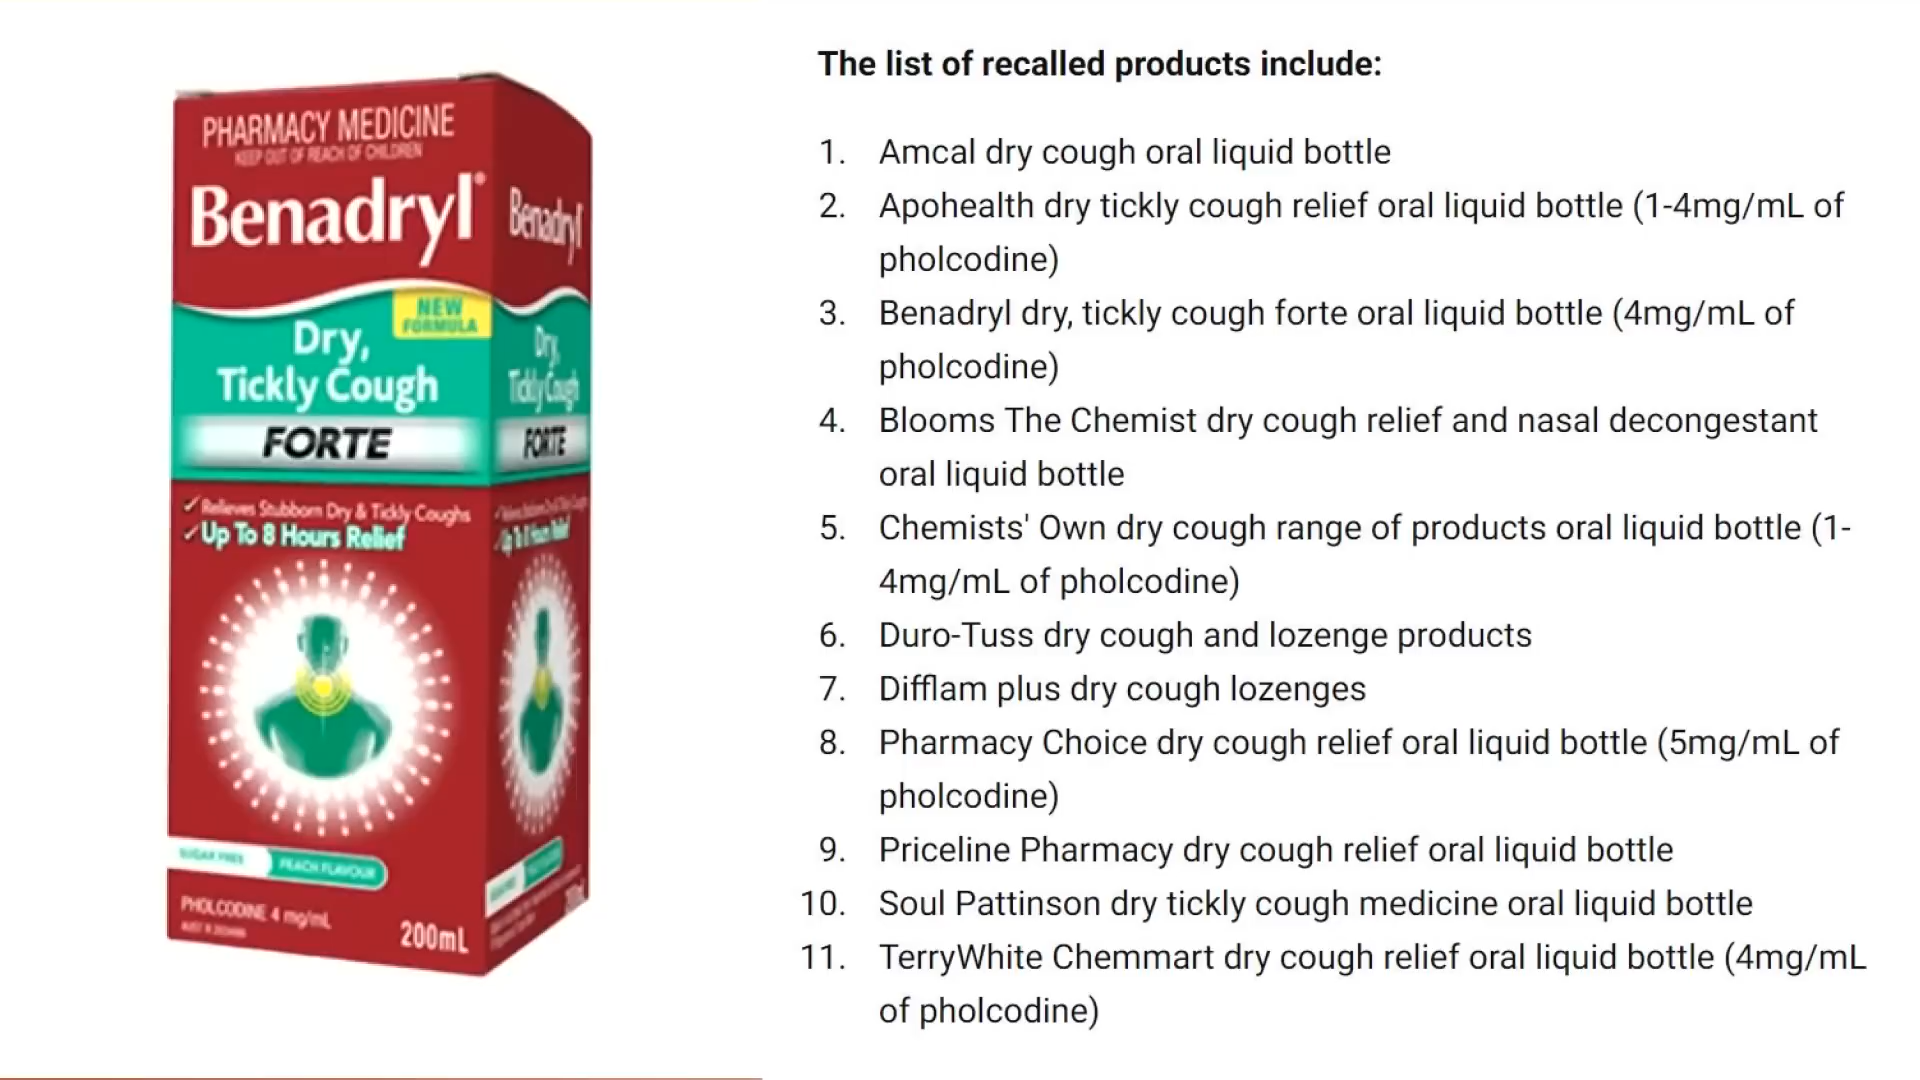 PHARMACY MEDICINE
KEEP OUT OF REACH OF CHILDREN
Benadryl®
NEW
FORMULA
Dry,
Tickly Cough
FORTE
Relieves Stubborn Dry & Tickly Coughs
Up To 8 Hours Relief
SUGAR FREE
PEACH FLAVOUR
PHOLCODINE 4 mg/mL
200mL
Benadryl
Dry,
Tickly Cough
FORTE
Up To 8 Hours Relief
The list of recalled products include:
1. Amcal dry cough oral liquid bottle
2. Apohealth dry tickly cough relief oral liquid bottle (1-4mg/mL of
pholcodine)
3. Benadryl dry, tickly cough forte oral liquid bottle (4mg/mL of
pholcodine)
4. Blooms The Chemist dry cough relief and nasal decongestant
oral liquid bottle
5. Chemists' Own dry cough range of products oral liquid bottle (1-
4mg/mL of pholcodine)
6. Duro-Tuss dry cough and lozenge products
7. Difflam plus dry cough lozenges
8. Pharmacy Choice dry cough relief oral liquid bottle (5mg/mL of
pholcodine)
9. Priceline Pharmacy dry cough relief oral liquid bottle
10. Soul Pattinson dry tickly cough medicine oral liquid bottle
11. TerryWhite Chemmart dry cough relief oral liquid bottle (4mg/mL
of pholcodine)